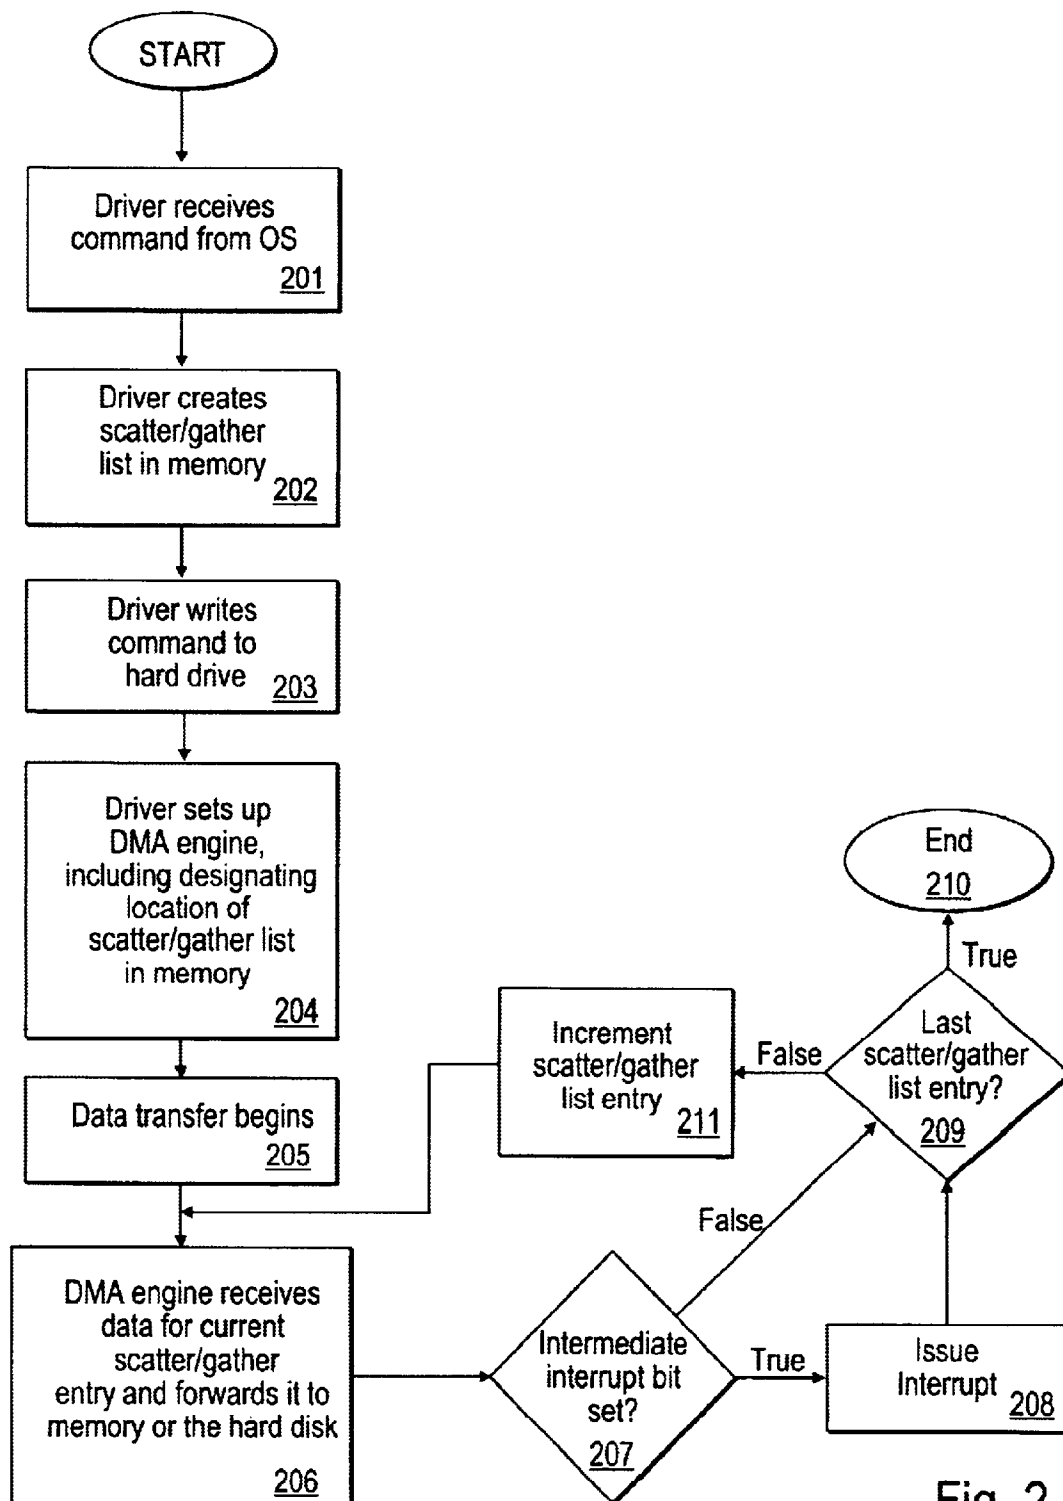 START
Driver receives
command from OS
201
Driver creates
scatter/gather
list in memory
202
Driver writes
command to
hard drive
203
Driver sets up
DMA engine,
including designating
location of
scatter/gather list
in memory
204
Data transfer begins
205
DMA engine receives
data for current
scatter/gather
entry and forwards it to
memory or the hard disk
206
Intermediate
interrupt bit
set?
207
True
False
Issue
Interrupt
208
Last
scatter/gather
list entry?
209
True
False
End
210
Increment
scatter/gather
list entry
211
Fig. 2